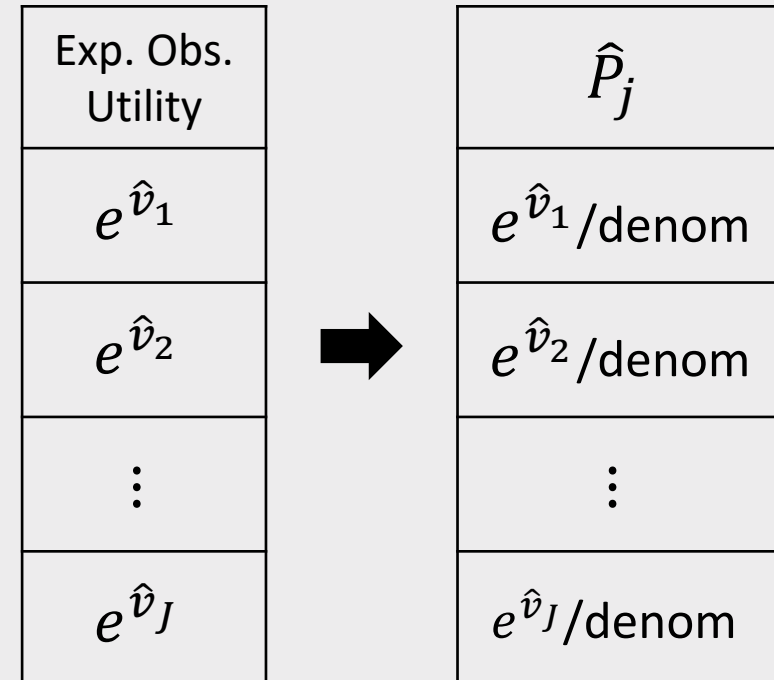 Exp. Obs.
Utility
e^{v̂_1}
e^{v̂_2}
⋮
e^{v̂_J}
P̂_j
e^{v̂_1}/denom
e^{v̂_2}/denom
⋮
e^{v̂_J}/denom